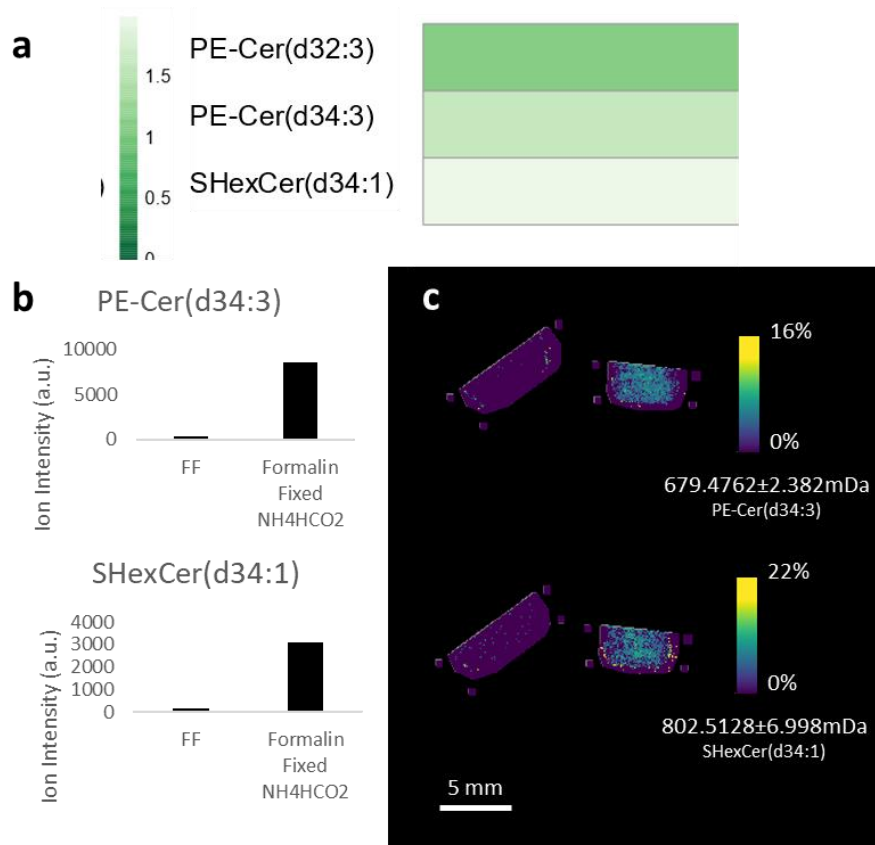 a
PE-Cer(d32:3)
1.5
PE-Cer(d34:3)
1
SHexCer(d34:1)
0.5
0
b
PE-Cer(d34:3)
Ion Intensity (a.u.)
10000
5000
0
FF
Formalin
Fixed
NH4HCO2
SHexCer(d34:1)
Ion Intensity (a.u.)
4000
3000
2000
1000
0
FF
Formalin
Fixed
NH4HCO2
c
16%
0%
679.4762±2.382mDa
PE-Cer(d34:3)
22%
0%
802.5128±6.998mDa
SHexCer(d34:1)
5 mm